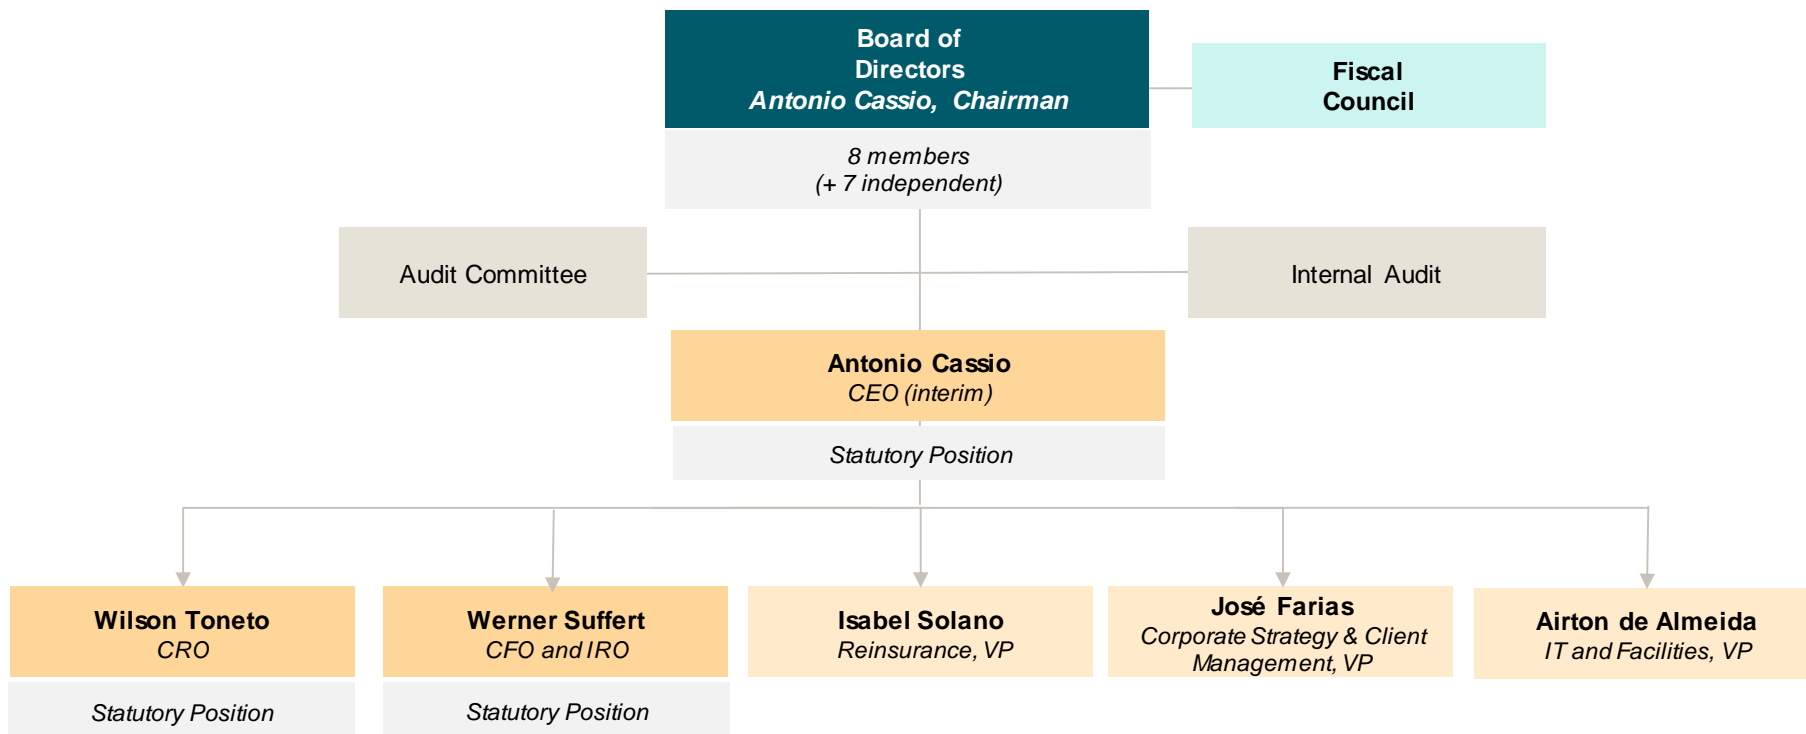 Board of
Directors
Antonio Cassio, Chairman
Fiscal
Council
8 members
(+ 7 independent)
Audit Committee
Internal Audit
Antonio Cassio
CEO (interim)
Statutory Position
Wilson Toneto
CRO
Statutory Position
Werner Suffert
CFO and IRO
Statutory Position
Isabel Solano
Reinsurance, VP
José Farias
Corporate Strategy & Client
Management, VP
Airton de Almeida
IT and Facilities, VP